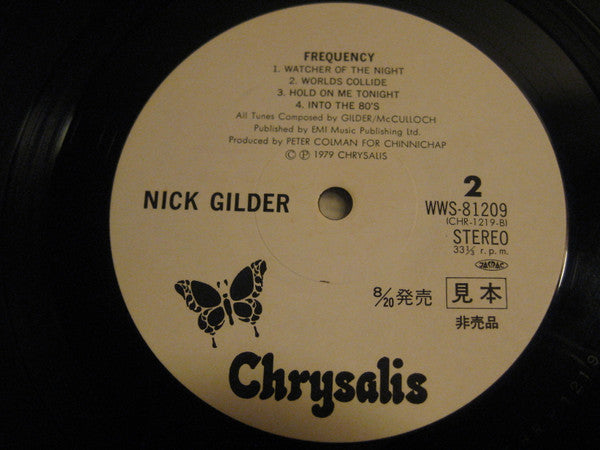 FREQUENCY
1. WATCHER OF THE NIGHT
2. WORLDS COLLIDE
3. HOLD ON ME TONIGHT
4. INTO THE 80'S
All Tunes Composed by GILDER/McCULLOCH
Published by EMI Music Publishing Ltd.
Produced by PETER COLMAN FOR CHINNICHAP
© ℗ 1979 CHRYSALIS
NICK GILDER
2
WWS-81209
(CHR-1219-B)
STEREO
33⅓ r.p.m.
JASRAC
8/20発売
見本
非売品
Chrysalis